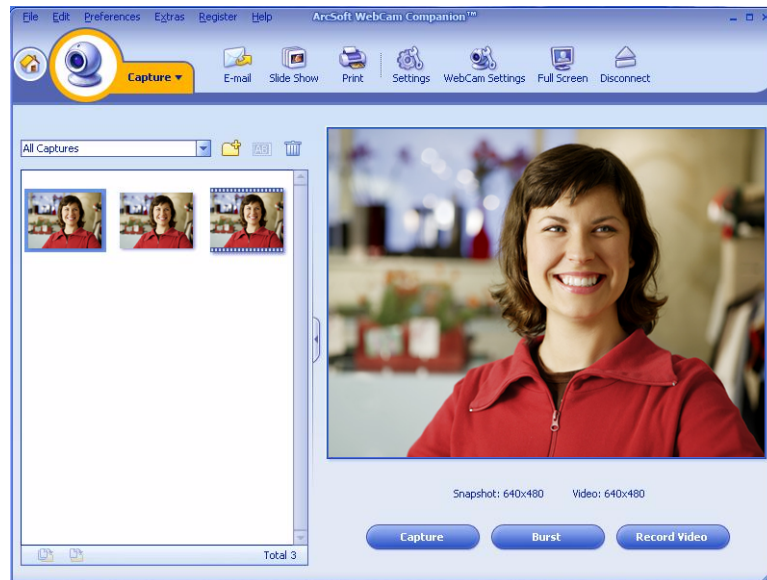 File Edit Preferences Extras Register Help ArcSoft WebCam Companion™
Capture ▾ E-mail Slide Show Print Settings WebCam Settings Full Screen Disconnect
All Captures
AB
Snapshot: 640x480 Video: 640x480
Capture Burst Record Video
Total 3